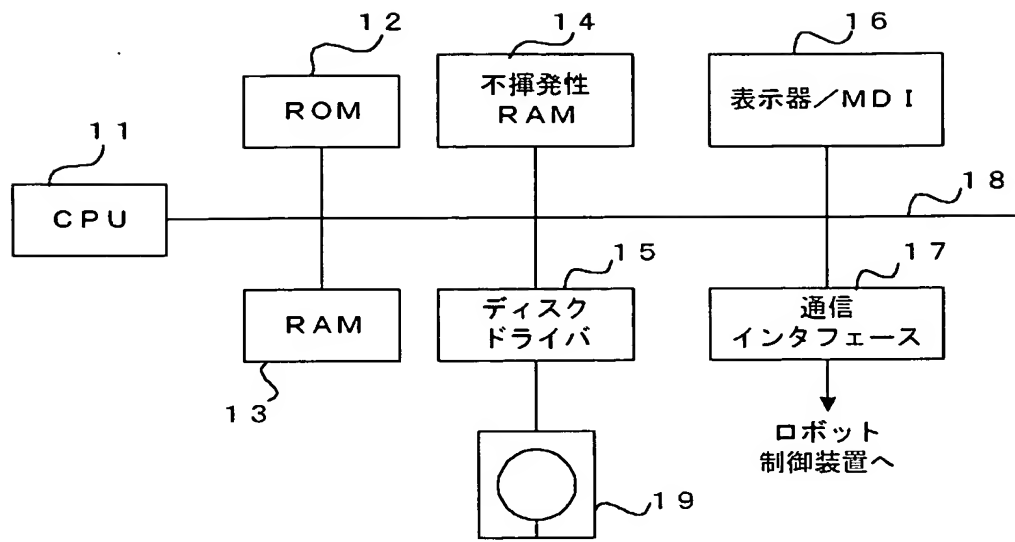 12
14
16
ROM
不揮発性
RAM
表示器/MDI
11
CPU
18
15
17
RAM
ディスク
ドライバ
通信
インタフェース
13
ロボット
制御装置へ
19